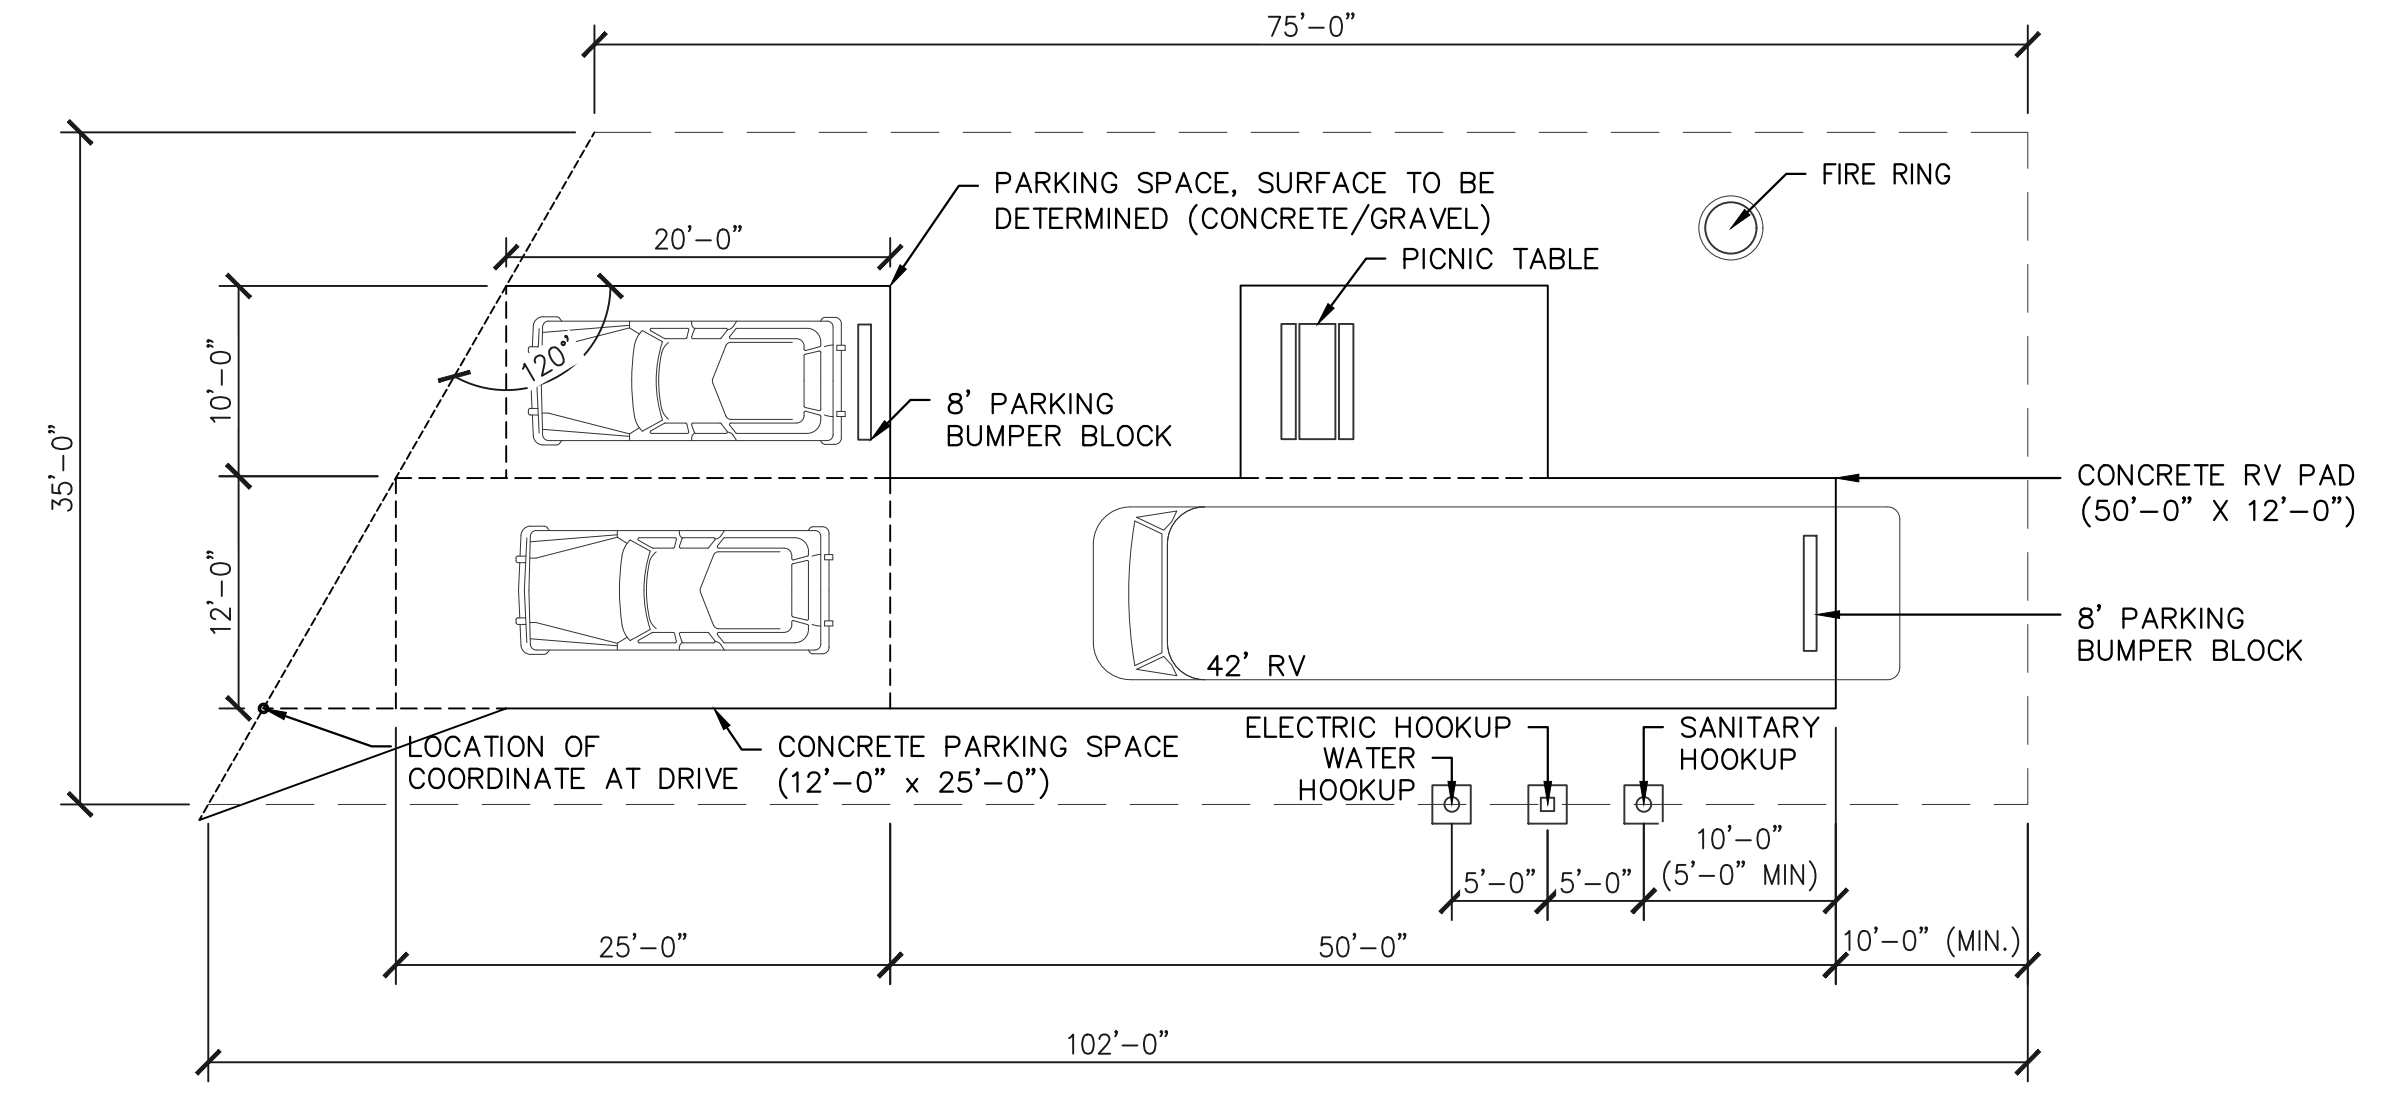 75'-0"
PARKING SPACE, SURFACE TO BE
DETERMINED (CONCRETE/GRAVEL)
FIRE RING
20'-0"
PICNIC TABLE
120°
10'-0"
8' PARKING
BUMPER BLOCK
35'-0"
CONCRETE RV PAD
(50'-0" X 12'-0")
12'-0"
8' PARKING
BUMPER BLOCK
42' RV
LOCATION OF
COORDINATE AT DRIVE
CONCRETE PARKING SPACE
(12'-0" x 25'-0")
ELECTRIC HOOKUP
WATER
HOOKUP
SANITARY
HOOKUP
5'-0"
5'-0"
10'-0"
(5'-0" MIN)
25'-0"
50'-0"
10'-0" (MIN.)
102'-0"